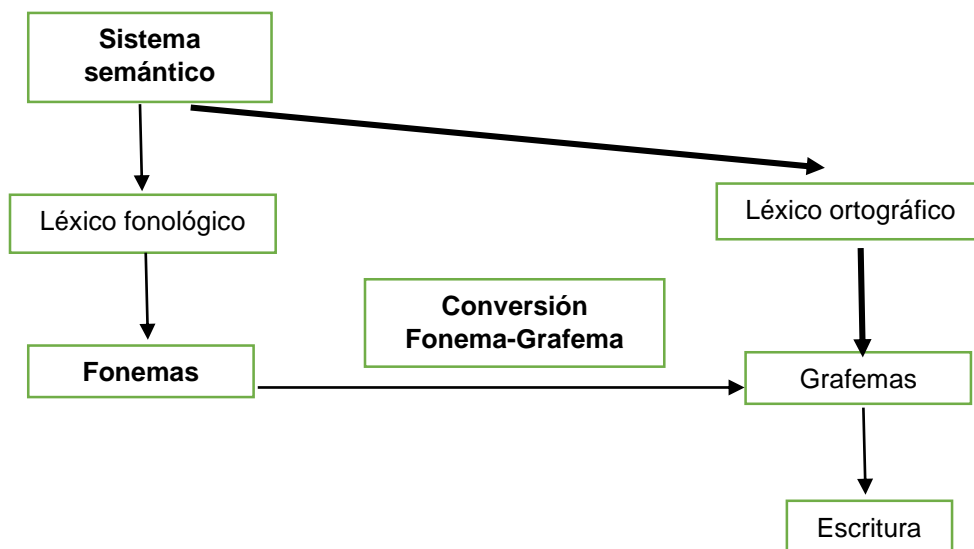 Sistema
semántico
Léxico fonológico
Léxico ortográfico
Conversión
Fonema-Grafema
Fonemas
Grafemas
Escritura